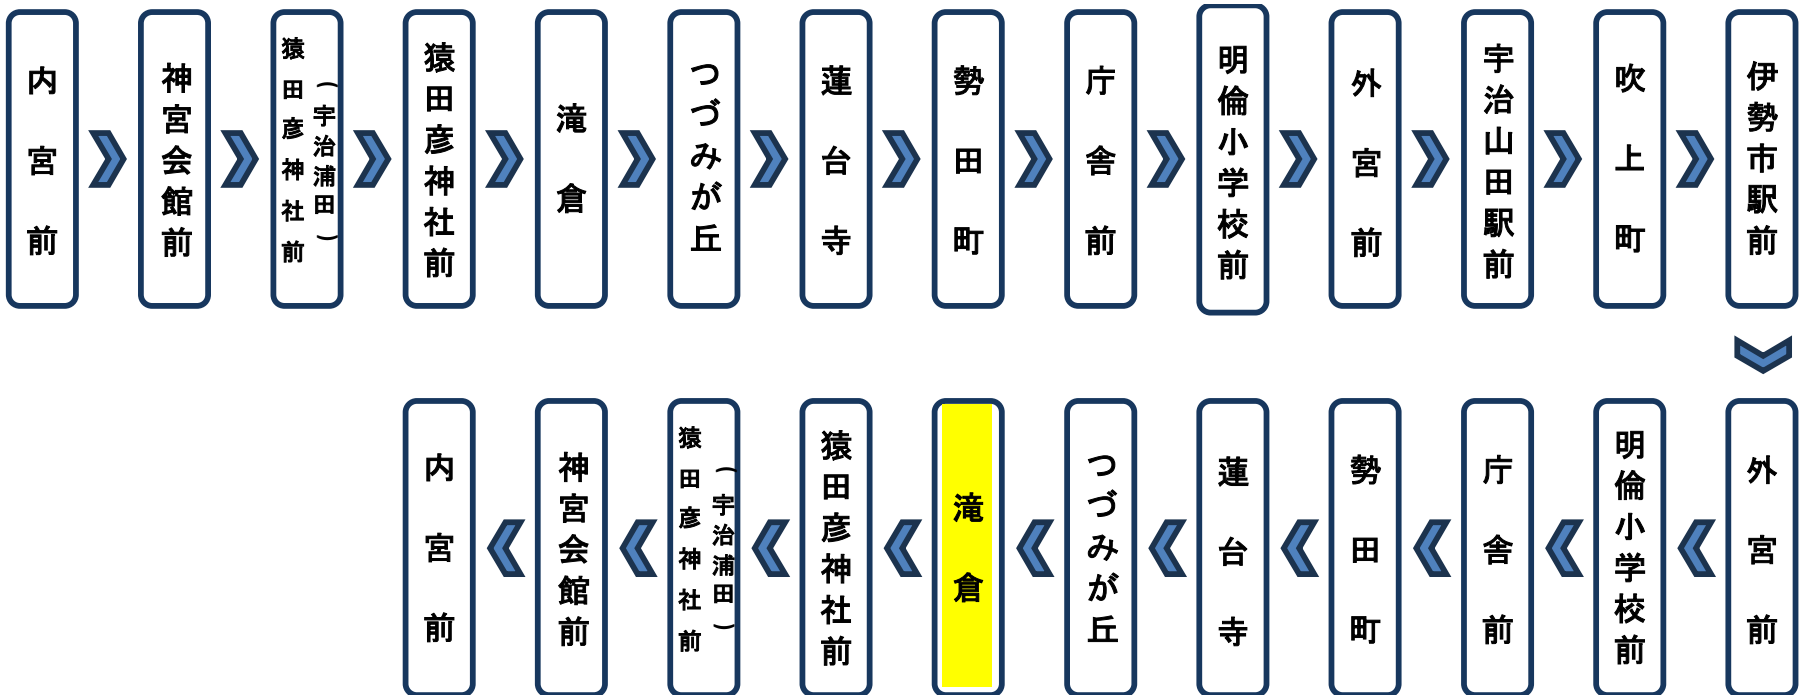 内宮前
神宮会館前
猿田彦神社前
（宇治浦田）
猿田彦神社前
滝倉
つづみが丘
蓮台寺
勢田町
庁舎前
明倫小学校前
外宮前
宇治山田駅前
吹上町
伊勢市駅前
外宮前
明倫小学校前
庁舎前
勢田町
蓮台寺
つづみが丘
滝倉
猿田彦神社前
猿田彦神社前
（宇治浦田）
神宮会館前
内宮前